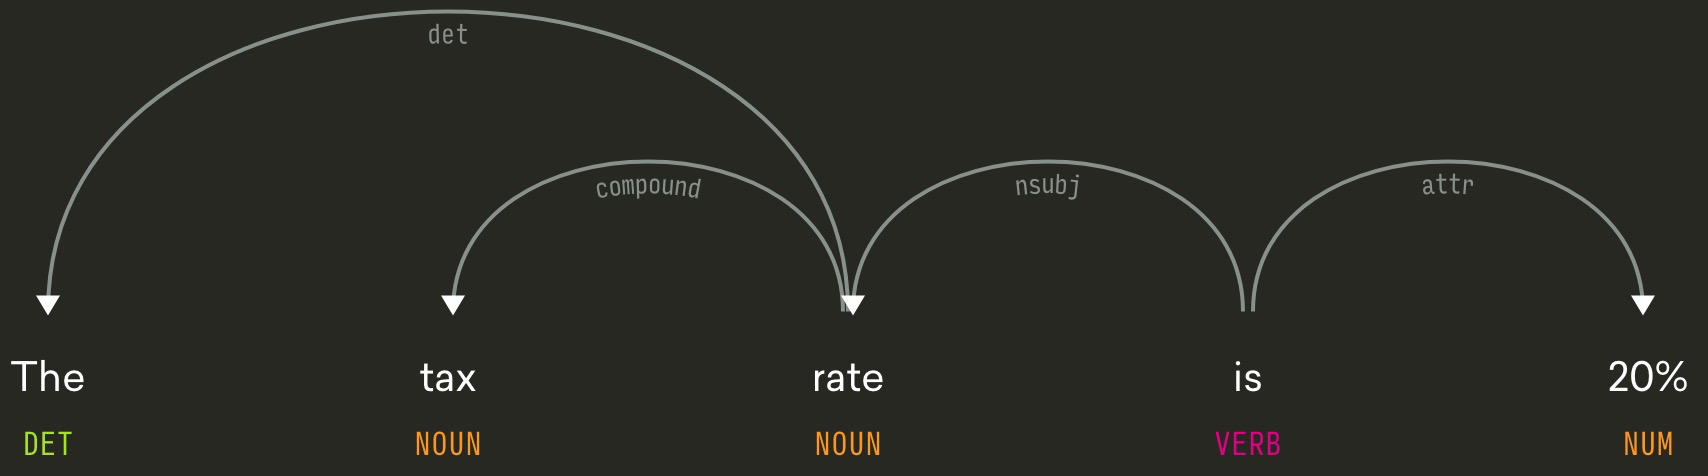 det
compound nsubj attr
The tax rate is 20%
DET NOUN NOUN VERB NUM